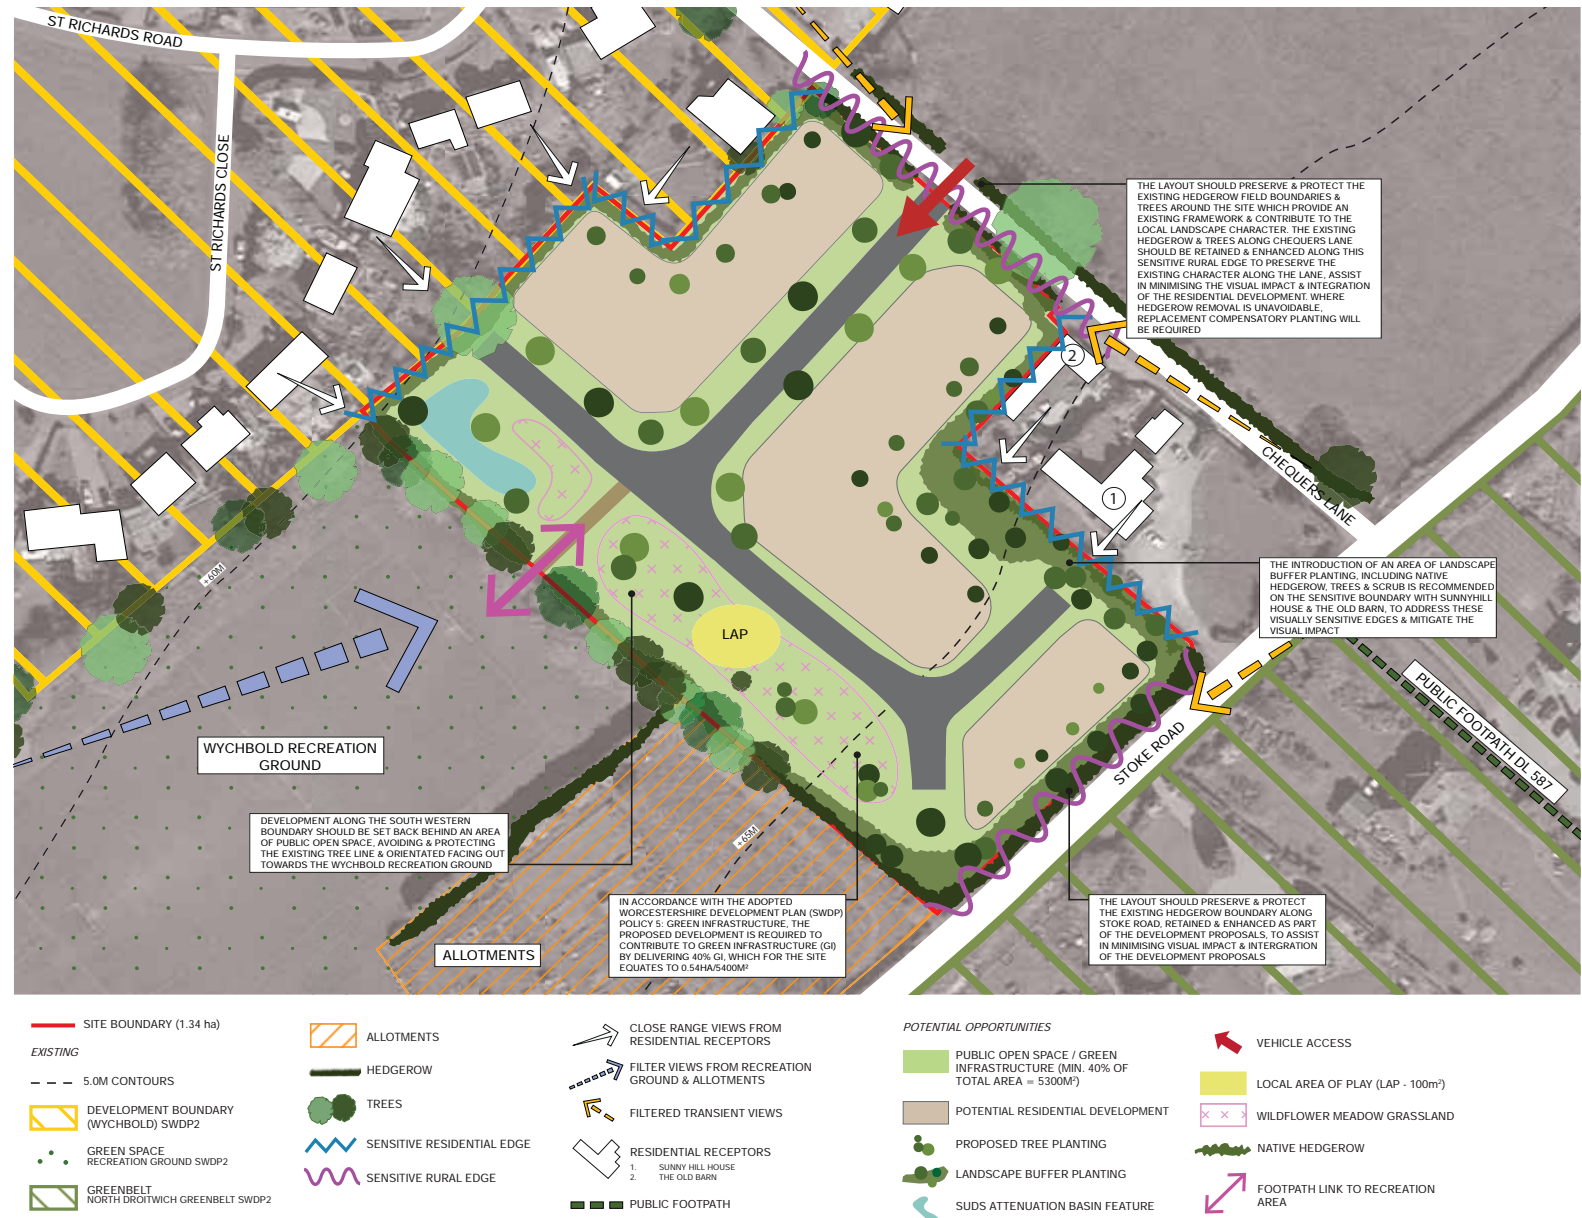 ST RICHARDS ROAD
ST RICHARDS CLOSE
THE LAYOUT SHOULD PRESERVE & PROTECT THE
EXISTING HEDGEROW FIELD BOUNDARIES &
TREES AROUND THE SITE WHICH PROVIDE AN
EXISTING FRAMEWORK & CONTRIBUTE TO THE
LOCAL LANDSCAPE CHARACTER. THE EXISTING
HEDGEROW & TREES ALONG CHEQUERS LANE
SHOULD BE RETAINED & ENHANCED ALONG THIS
SENSITIVE RURAL EDGE TO PRESERVE THE
EXISTING CHARACTER ALONG THE LANE, ASSIST
IN MINIMISING THE VISUAL IMPACT & INTEGRATION
OF THE RESIDENTIAL DEVELOPMENT. WHERE
HEDGEROW REMOVAL IS UNAVOIDABLE,
REPLACEMENT COMPENSATORY PLANTING WILL
BE REQUIRED
2
1
CHEQUERS LANE
+60M
THE INTRODUCTION OF AN AREA OF LANDSCAPE
BUFFER PLANTING, INCLUDING NATIVE
HEDGEROW, TREES & SCRUB IS RECOMMENDED
ON THE SENSITIVE BOUNDARY WITH SUNNYHILL
HOUSE & THE OLD BARN, TO ADDRESS THESE
VISUALLY SENSITIVE EDGES & MITIGATE THE
VISUAL IMPACT
LAP
PUBLIC FOOTPATH DL 587
STOKE ROAD
WYCHBOLD RECREATION
GROUND
DEVELOPMENT ALONG THE SOUTH WESTERN
BOUNDARY SHOULD BE SET BACK BEHIND AN AREA
OF PUBLIC OPEN SPACE, AVOIDING & PROTECTING
THE EXISTING TREE LINE & ORIENTATED FACING OUT
TOWARDS THE WYCHBOLD RECREATION GROUND
+65M
IN ACCORDANCE WITH THE ADOPTED
WORCESTERSHIRE DEVELOPMENT PLAN (SWDP)
POLICY 5: GREEN INFRASTRUCTURE, THE
PROPOSED DEVELOPMENT IS REQUIRED TO
CONTRIBUTE TO GREEN INFRASTRUCTURE (GI)
BY DELIVERING 40% GI, WHICH FOR THE SITE
EQUATES TO 0.54HA/5400M²
THE LAYOUT SHOULD PRESERVE & PROTECT
THE EXISTING HEDGEROW BOUNDARY ALONG
STOKE ROAD, RETAINED & ENHANCED AS PART
OF THE DEVELOPMENT PROPOSALS, TO ASSIST
IN MINIMISING VISUAL IMPACT & INTERGRATION
OF THE DEVELOPMENT PROPOSALS
ALLOTMENTS
SITE BOUNDARY (1.34 ha)
EXISTING
5.0M CONTOURS
DEVELOPMENT BOUNDARY
(WYCHBOLD) SWDP2
GREEN SPACE
RECREATION GROUND SWDP2
GREENBELT
NORTH DROITWICH GREENBELT SWDP2
ALLOTMENTS
HEDGEROW
TREES
SENSITIVE RESIDENTIAL EDGE
SENSITIVE RURAL EDGE
CLOSE RANGE VIEWS FROM
RESIDENTIAL RECEPTORS
FILTER VIEWS FROM RECREATION
GROUND & ALLOTMENTS
FILTERED TRANSIENT VIEWS
RESIDENTIAL RECEPTORS
1. SUNNY HILL HOUSE
2. THE OLD BARN
PUBLIC FOOTPATH
POTENTIAL OPPORTUNITIES
PUBLIC OPEN SPACE / GREEN
INFRASTRUCTURE (MIN. 40% OF
TOTAL AREA = 5300M²)
POTENTIAL RESIDENTIAL DEVELOPMENT
PROPOSED TREE PLANTING
LANDSCAPE BUFFER PLANTING
SUDS ATTENUATION BASIN FEATURE
VEHICLE ACCESS
LOCAL AREA OF PLAY (LAP - 100m²)
WILDFLOWER MEADOW GRASSLAND
NATIVE HEDGEROW
FOOTPATH LINK TO RECREATION
AREA